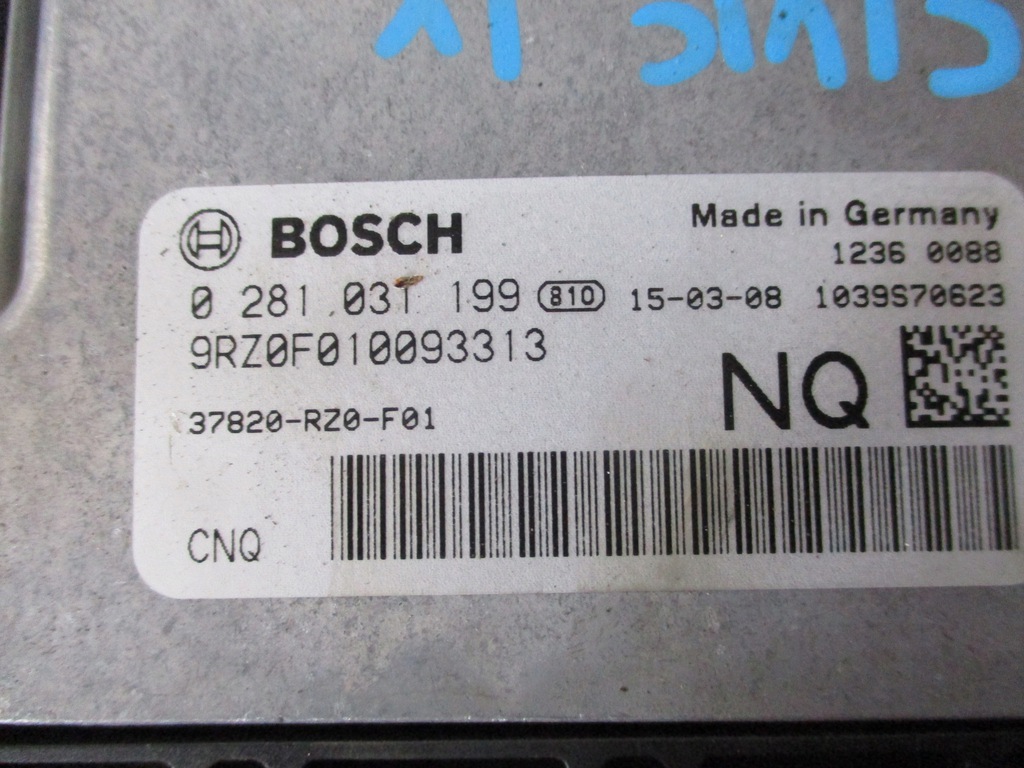 BOSCH
Made in Germany
1236 0088
0 281 031 199 810 15-03-08 1039S70623
9RZ0F010093313
NQ
37820-RZ0-F01
CNQ